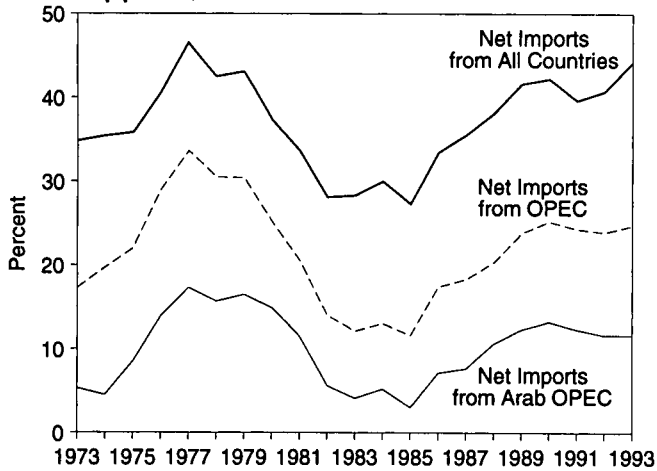 50
Net Imports
from All Countries
40
30
Net Imports
from OPEC
Percent
20
10
Net Imports
from Arab OPEC
0
1973 1975 1977 1979 1981 1983 1985 1987 1989 1991 1993